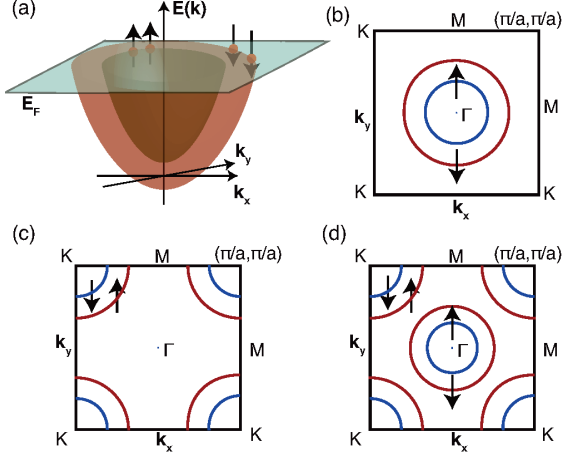 (a)
E(k)
E_F
k_y
k_x
(b)
K
M
(π/a,π/a)
k_y
Γ
M
K
K
k_x
(c)
K
M
(π/a,π/a)
k_y
Γ
M
K
K
k_x
(d)
K
M
(π/a,π/a)
k_y
Γ
M
K
K
k_x